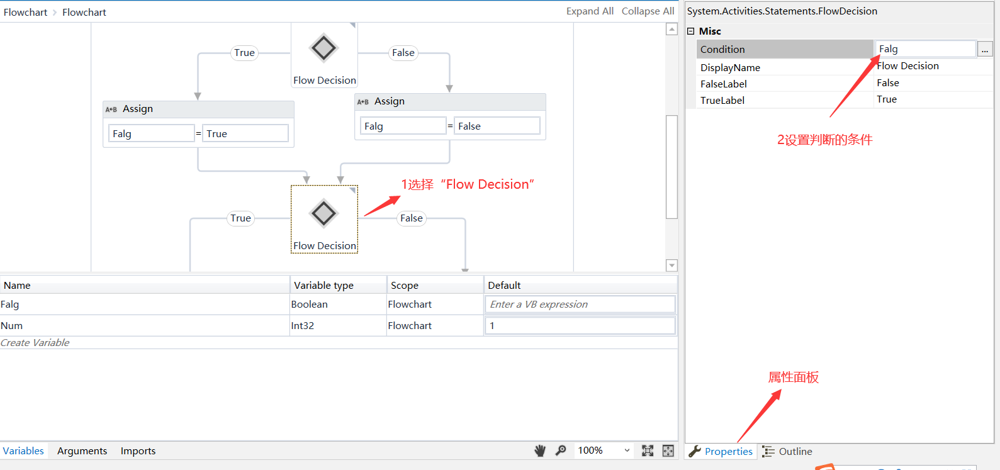 Flowchart > Flowchart
Expand All Collapse All
True
False
Flow Decision
A+B Assign
Falg = True
A+B Assign
Falg = False
1选择“Flow Decision”
True
False
Flow Decision
Name Variable type Scope Default
Falg Boolean Flowchart Enter a VB expression
Num Int32 Flowchart 1
Create Variable
Variables Arguments Imports 100%
System.Activities.Statements.FlowDecision
Misc
Condition Falg ...
DisplayName Flow Decision
FalseLabel False
TrueLabel True
2设置判断的条件
属性面板
Properties Outline